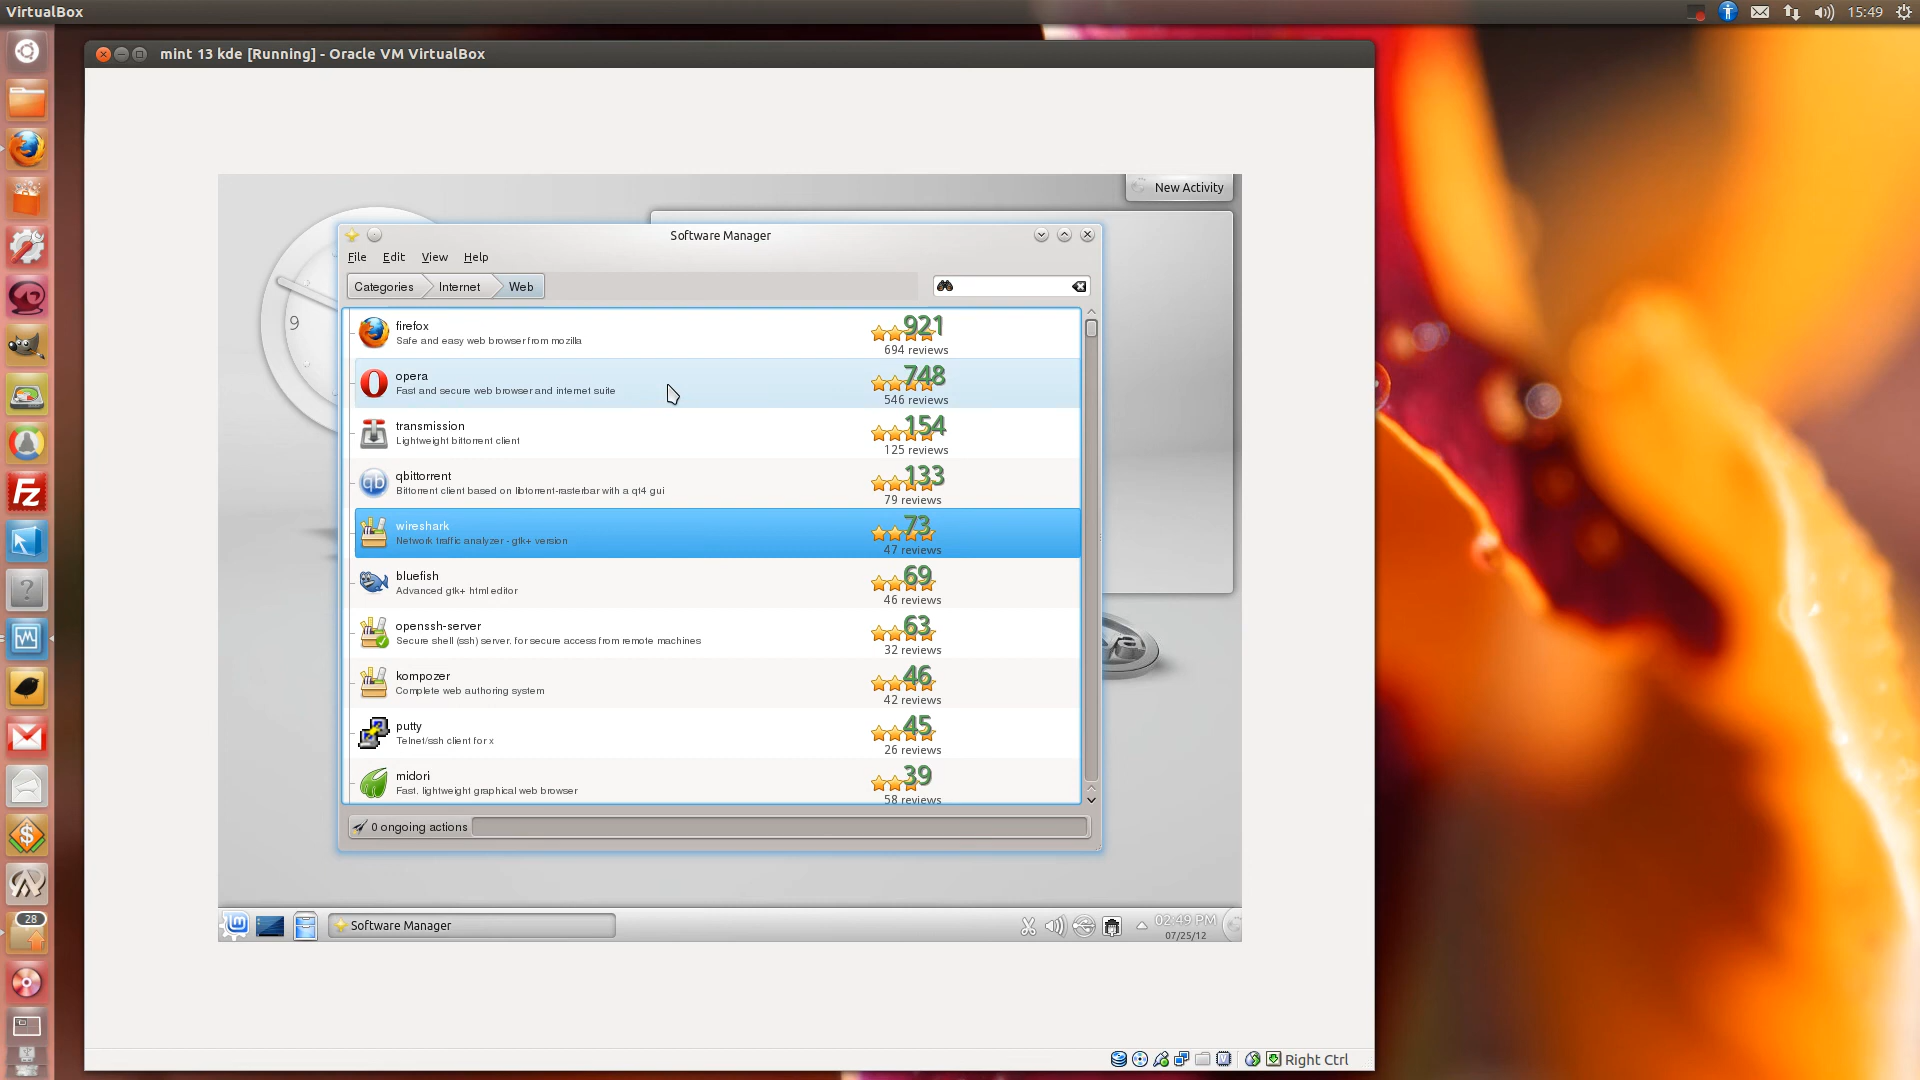 VirtualBox
15:49
mint 13 kde [Running] - Oracle VM VirtualBox
New Activity
9
Software Manager
File Edit View Help
Categories Internet Web
firefox
Safe and easy web browser from mozilla
921
694 reviews
opera
Fast and secure web browser and internet suite
748
546 reviews
transmission
Lightweight bittorrent client
154
125 reviews
qbittorrent
Bittorrent client based on libtorrent-rasterbar with a qt4 gui
133
79 reviews
wireshark
Network traffic analyzer - gtk+ version
73
47 reviews
bluefish
Advanced gtk+ html editor
69
46 reviews
openssh-server
Secure shell (ssh) server, for secure access from remote machines
63
32 reviews
kompozer
Complete web authoring system
46
42 reviews
putty
Telnet/ssh client for x
45
26 reviews
midori
Fast, lightweight graphical web browser
39
58 reviews
0 ongoing actions
Software Manager
02:49 PM
07/25/12
Right Ctrl
Fz
qb
28